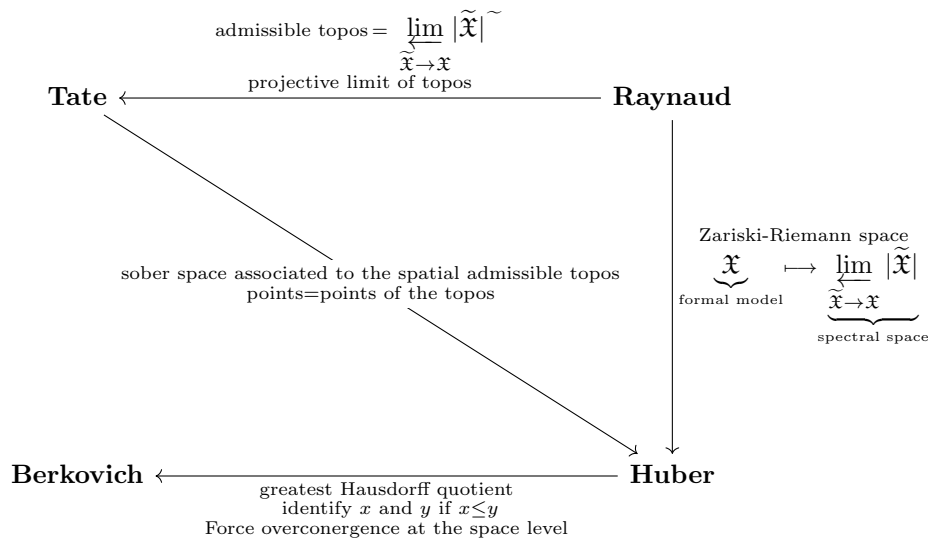 admissible topos = lim |𝔛̃|~
←
𝔛̃→𝔛
projective limit of topos
Tate
Raynaud
Zariski-Riemann space
𝔛 ⟼ lim |𝔛̃|
←
formal model
𝔛̃→𝔛
spectral space
sober space associated to the spatial admissible topos
points=points of the topos
Berkovich
Huber
greatest Hausdorff quotient
identify x and y if x≤y
Force overconergence at the space level